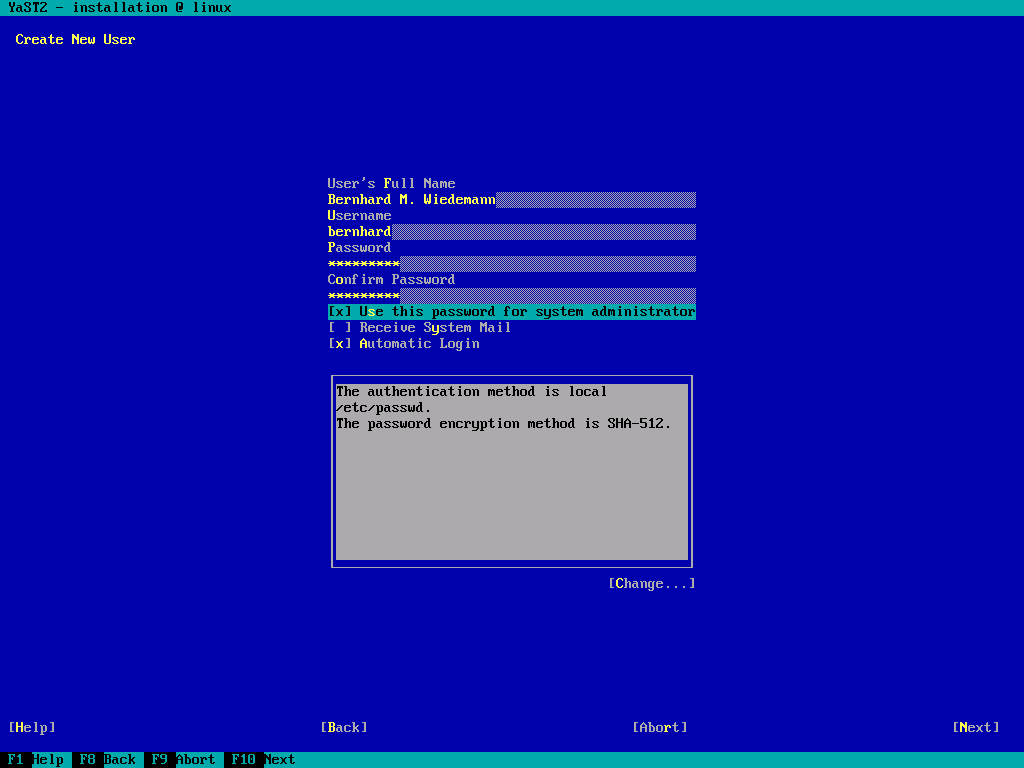 YaST2 - installation @ linux
Create New User
User's Full Name
Bernhard M. Wiedemann
Username
bernhard
Password
*********
Confirm Password
*********
[x] Use this password for system administrator
[ ] Receive System Mail
[x] Automatic Login
The authentication method is local
/etc/passwd.
The password encryption method is SHA-512.
[Change...]
[Help] [Back] [Abort] [Next]
F1 Help F8 Back F9 Abort F10 Next